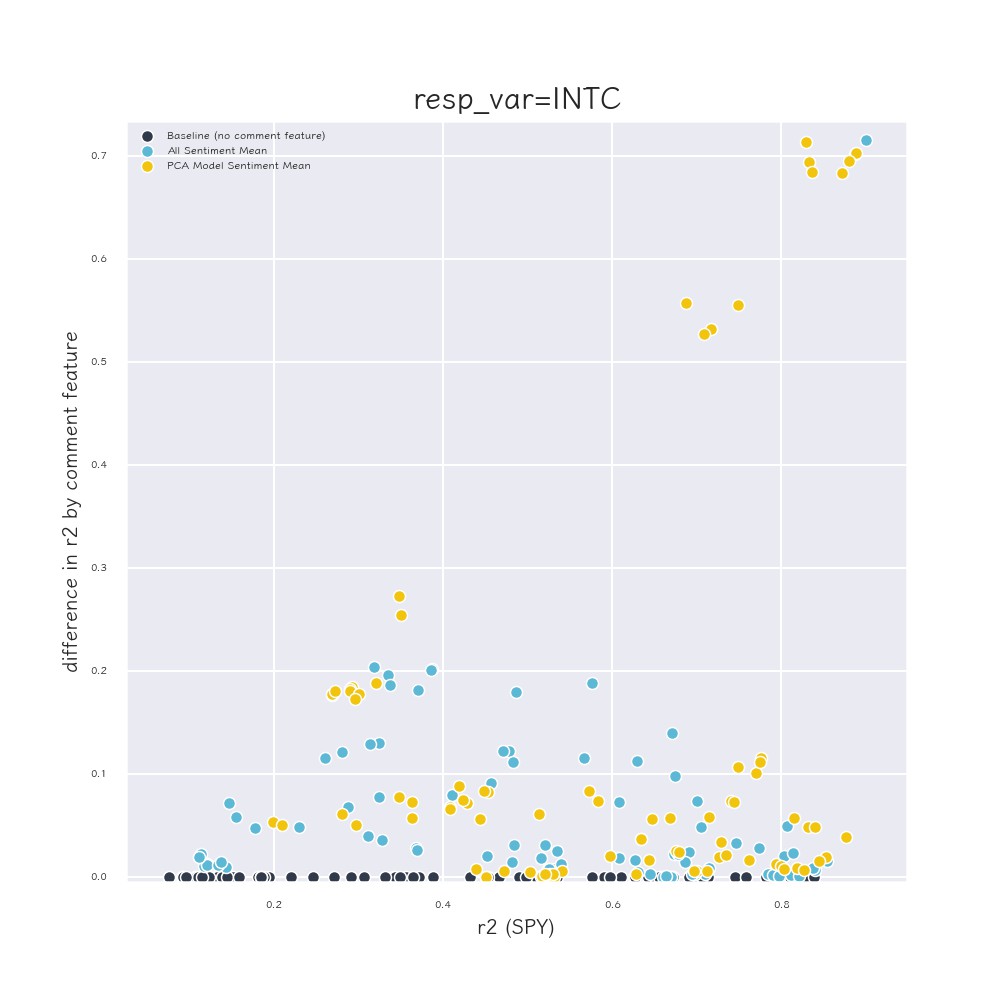 resp_var=INTC
Baseline (no comment feature)
All Sentiment Mean
PCA Model Sentiment Mean
difference in r2 by comment feature
0.7
0.6
0.5
0.4
0.3
0.2
0.1
0.0
0.2
0.4
0.6
0.8
r2 (SPY)